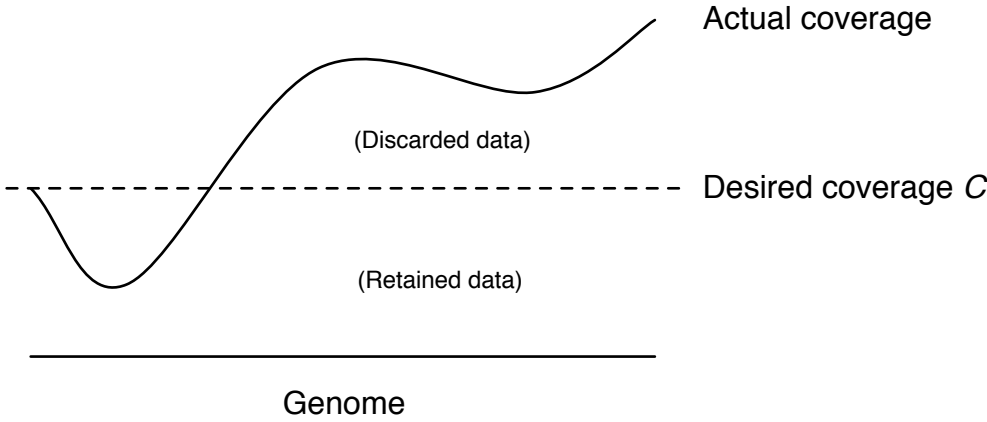 Actual coverage
(Discarded data)
Desired coverage C
(Retained data)
Genome